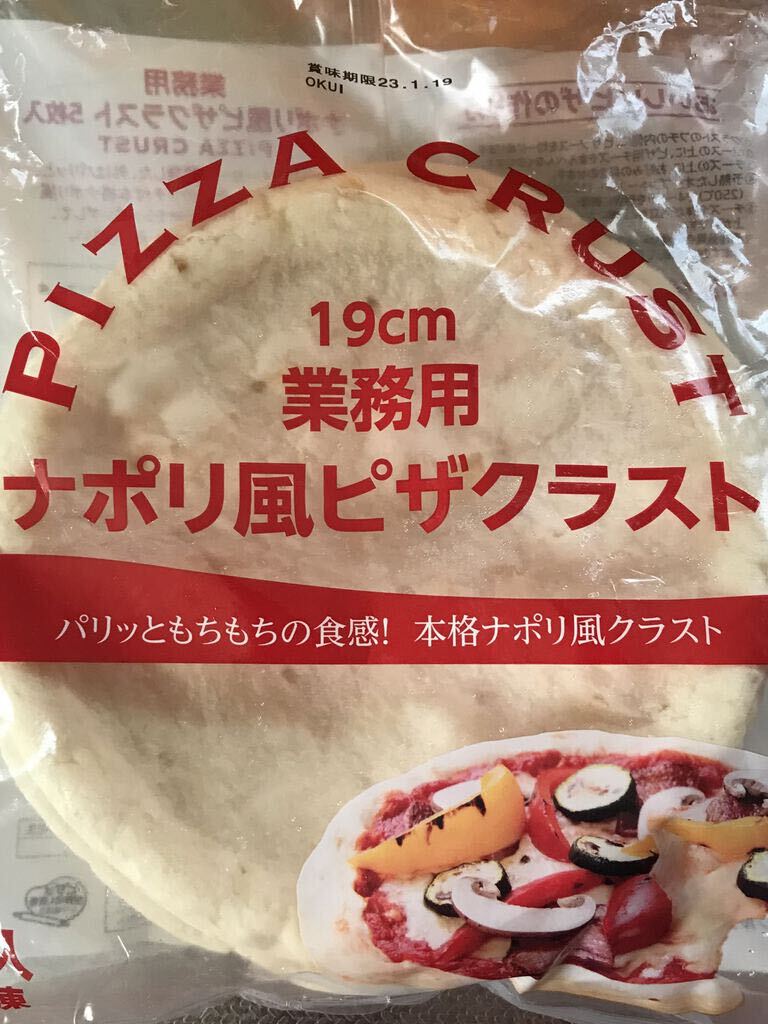 賞味期限23.1.19
OKUI
PIZZA CRUST
19cm
業務用
ナポリ風ピザクラスト
パリッともちもちの食感! 本格ナポリ風クラスト
業務用
ナポリ風ピザクラスト 5枚入
PIZZA CRUST